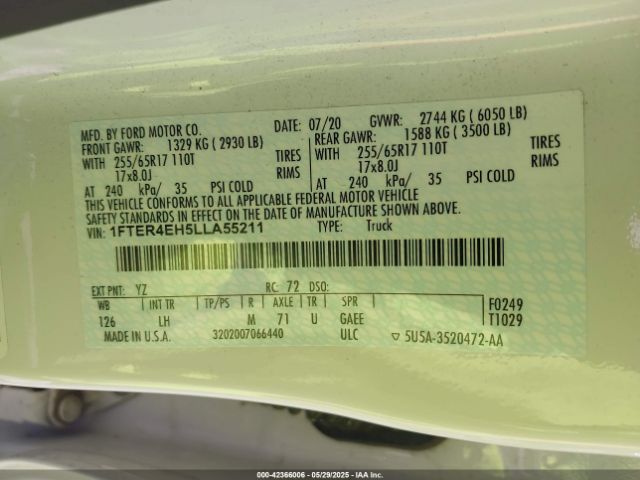 MFD. BY FORD MOTOR CO. DATE: 07/20 GVWR: 2744 KG ( 6050 LB)
FRONT GAWR: 1329 KG ( 2930 LB) REAR GAWR: 1588 KG ( 3500 LB)
WITH 255/65R17 110T TIRES WITH 255/65R17 110T TIRES
17x8.0J RIMS 17x8.0J RIMS
AT 240 kPa/ 35 PSI COLD AT 240 kPa/ 35 PSI COLD
THIS VEHICLE CONFORMS TO ALL APPLICABLE FEDERAL MOTOR VEHICLE
SAFETY STANDARDS IN EFFECT ON THE DATE OF MANUFACTURE SHOWN ABOVE.
VIN: 1FTER4EH5LLA55211 TYPE: Truck
EXT PNT: YZ RC: 72 DSO:
WB INT TR TP/PS R AXLE TR SPR F0249
126 LH M 71 U GAEE T1029
MADE IN U.S.A. 3202007066440 ULC 5U5A-3520472-AA
000-42366006 - 05/29/2025 - IAA Inc.